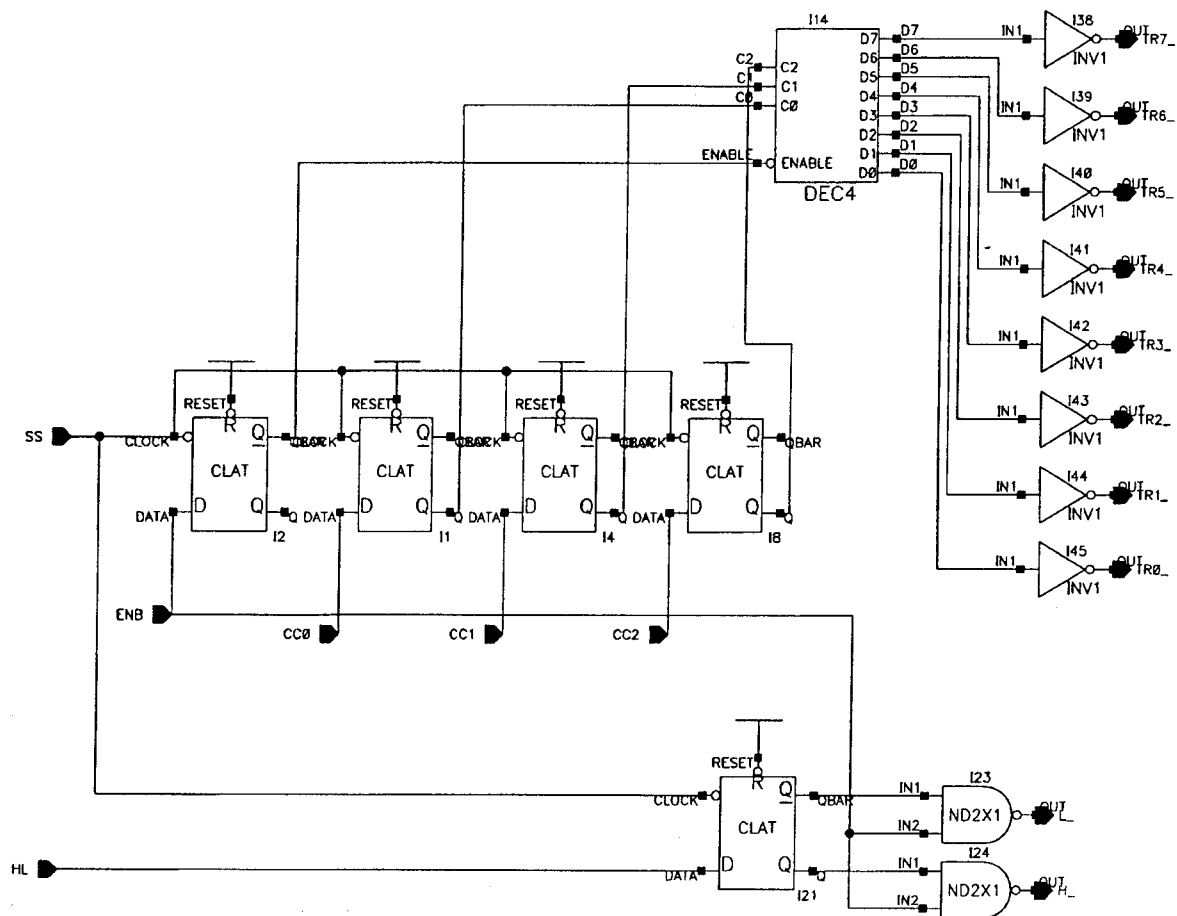 I14
DEC4
C2
C1
C0
ENABLE
C2
C1
C0
ENABLE
D7
D6
D5
D4
D3
D2
D1
D0
D7
D6
D5
D4
D3
D2
D1
D0
IN1
I38
INV1
OUT
TR7_
IN1
I39
INV1
OUT
TR6_
IN1
I40
INV1
OUT
TR5_
IN1
I41
INV1
OUT
TR4_
IN1
I42
INV1
OUT
TR3_
IN1
I43
INV1
OUT
TR2_
IN1
I44
INV1
OUT
TR1_
IN1
I45
INV1
OUT
TR0_
SS
CLOCK
RESET
R
Q
CLAT
D
Q
DATA
Q
I2
CLOCK
RESET
R
Q
QBAR
CLAT
D
Q
DATA
Q
I1
CLOCK
RESET
R
Q
QBAR
CLAT
D
Q
DATA
Q
I4
CLOCK
RESET
R
Q
QBAR
CLAT
D
Q
DATA
Q
I8
QBAR
ENB
CC0
CC1
CC2
RESET
R
CLOCK
Q
QBAR
CLAT
D
Q
DATA
Q
I21
HL
IN1
I23
ND2X1
IN2
OUT
L_
IN1
I24
ND2X1
IN2
OUT
H_